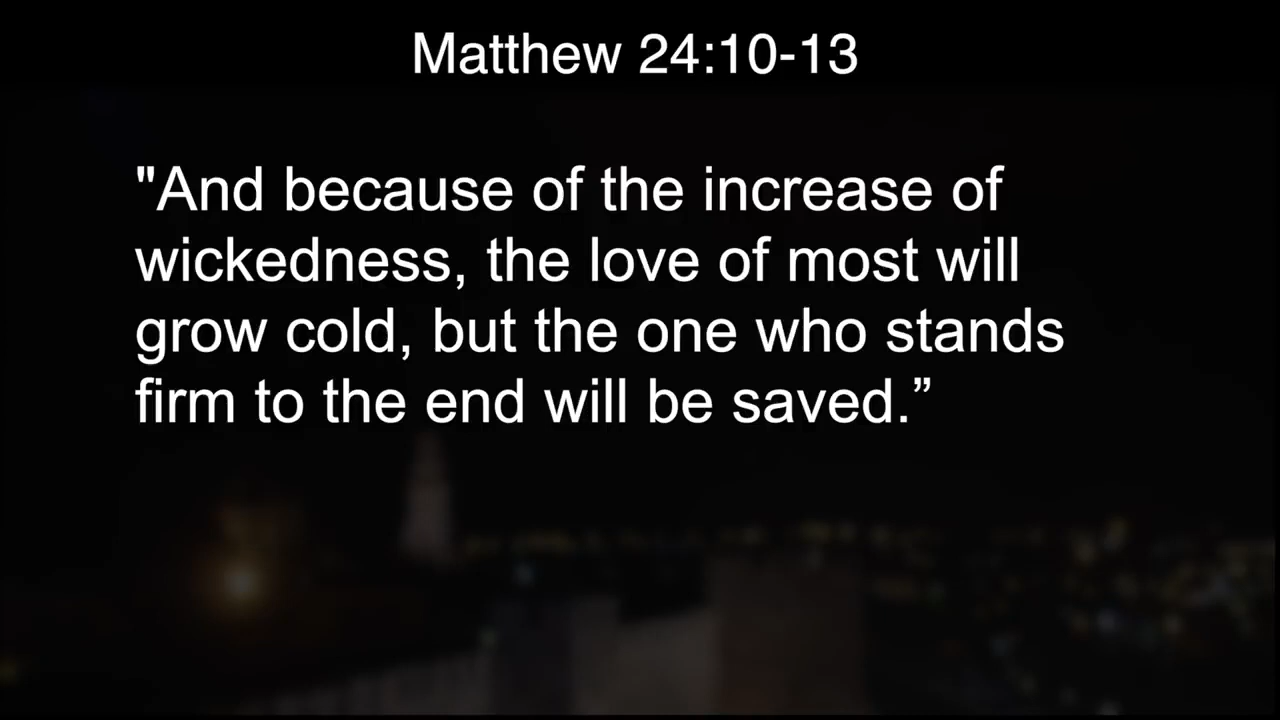 Matthew 24:10-13
"And because of the increase of
wickedness, the love of most will
grow cold, but the one who stands
firm to the end will be saved.”